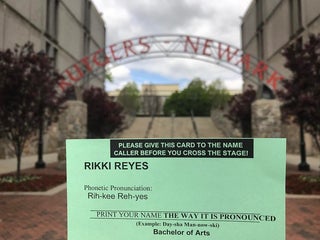 RUTGERS NEWARK
PLEASE GIVE THIS CARD TO THE NAME
CALLER BEFORE YOU CROSS THE STAGE!
RIKKI REYES
Phonetic Pronunciation:
Rih-kee Reh-yes
PRINT YOUR NAME THE WAY IT IS PRONOUNCED
(Example: Day-sha Man-now-ski)
Bachelor of Arts